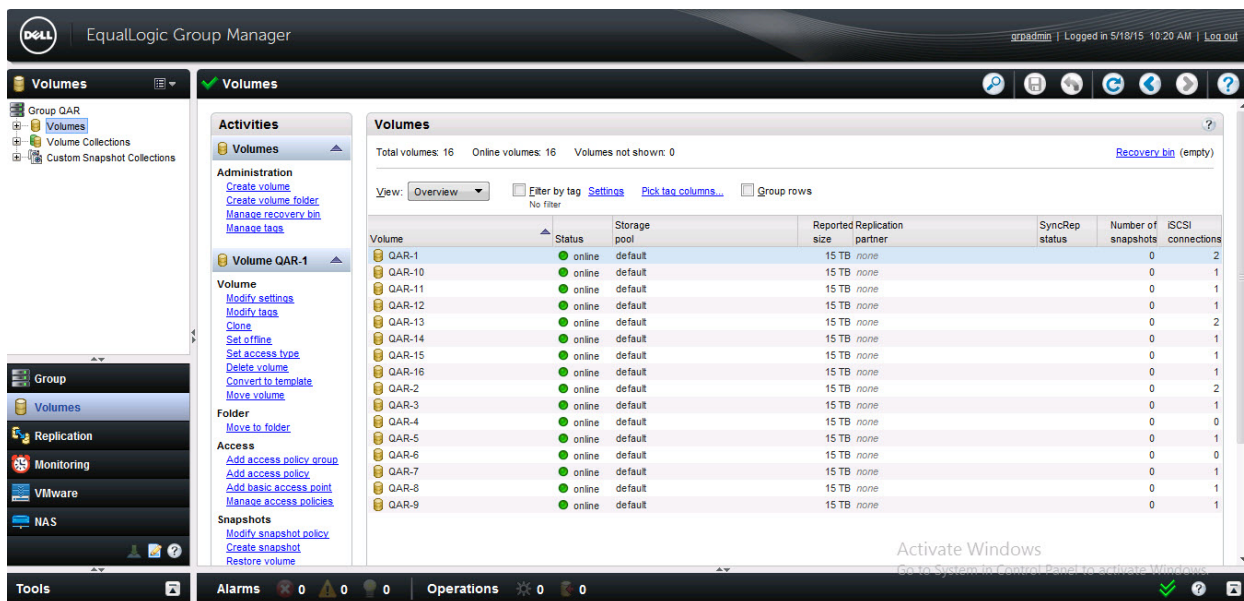 DELL EqualLogic Group Manager
grpadmin | Logged in 5/18/15 10:20 AM | Log out
Volumes
Group QAR
Volumes
Volume Collections
Custom Snapshot Collections
Group
Volumes
Replication
Monitoring
VMware
NAS
Volumes
Activities
Volumes
Administration
Create volume
Create volume folder
Manage recovery bin
Manage tags
Volume QAR-1
Volume
Modify settings
Modify tags
Clone
Set offline
Set access type
Delete volume
Convert to template
Move volume
Folder
Move to folder
Access
Add access policy group
Add access policy
Add basic access point
Manage access policies
Snapshots
Modify snapshot policy
Create snapshot
Restore volume
Volumes ?
Total volumes: 16 Online volumes: 16 Volumes not shown: 0 Recovery bin (empty)
View: Overview Filter by tag Settings Pick tag columns... Group rows
No filter
Storage Reported Replication SyncRep Number of iSCSI
Volume Status pool size partner status snapshots connections
QAR-1 online default 15 TB none 0 2
QAR-10 online default 15 TB none 0 1
QAR-11 online default 15 TB none 0 1
QAR-12 online default 15 TB none 0 1
QAR-13 online default 15 TB none 0 2
QAR-14 online default 15 TB none 0 1
QAR-15 online default 15 TB none 0 1
QAR-16 online default 15 TB none 0 1
QAR-2 online default 15 TB none 0 2
QAR-3 online default 15 TB none 0 1
QAR-4 online default 15 TB none 0 0
QAR-5 online default 15 TB none 0 1
QAR-6 online default 15 TB none 0 0
QAR-7 online default 15 TB none 0 1
QAR-8 online default 15 TB none 0 1
QAR-9 online default 15 TB none 0 1
Activate Windows
Go to System in Control Panel to activate Windows.
Tools Alarms 0 0 0 Operations 0 0